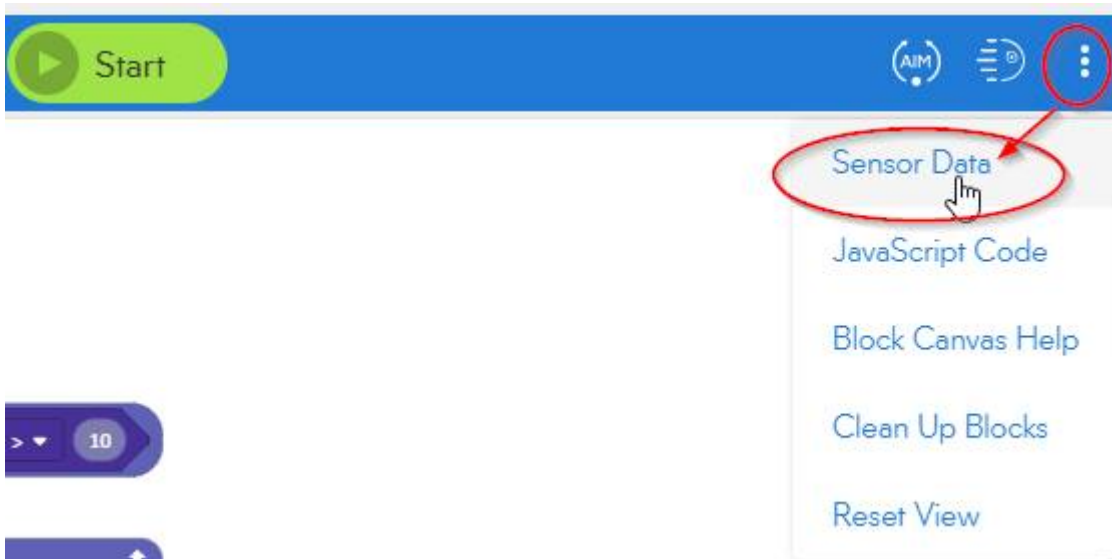 Start
AIM
Sensor Data
JavaScript Code
Block Canvas Help
> 10
Clean Up Blocks
Reset View